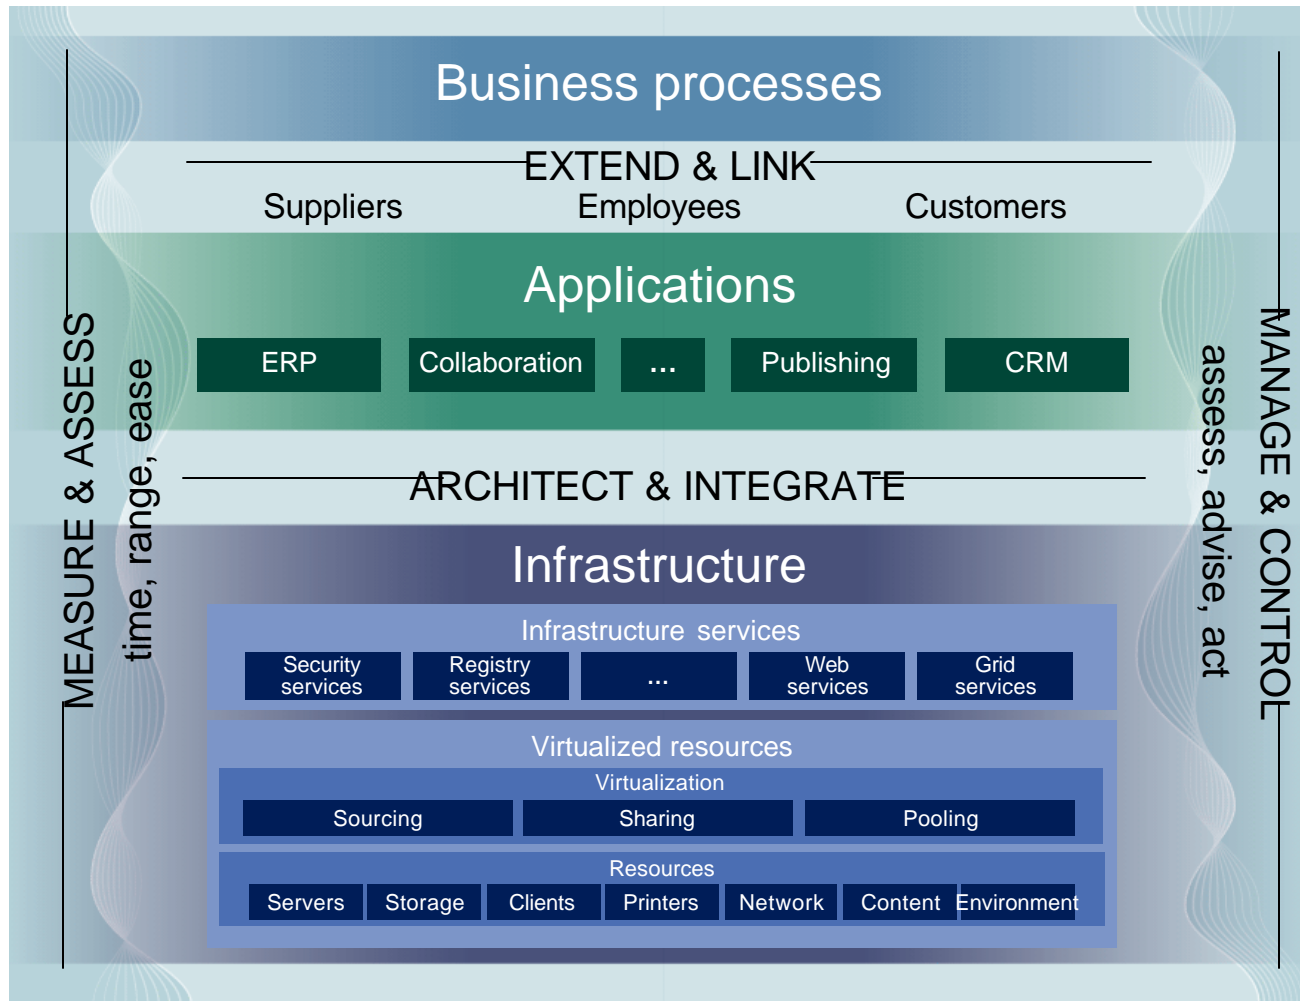 Business processes
EXTEND & LINK
Suppliers
Employees
Customers
Applications
ERP
Collaboration
...
Publishing
CRM
ARCHITECT & INTEGRATE
Infrastructure
Infrastructure services
Security
services
Registry
services
...
Web
services
Grid
services
Virtualized resources
Virtualization
Sourcing
Sharing
Pooling
Resources
Servers
Storage
Clients
Printers
Network
Content
Environment
MEASURE & ASSESS
time, range, ease
MANAGE & CONTROL
assess, advise, act